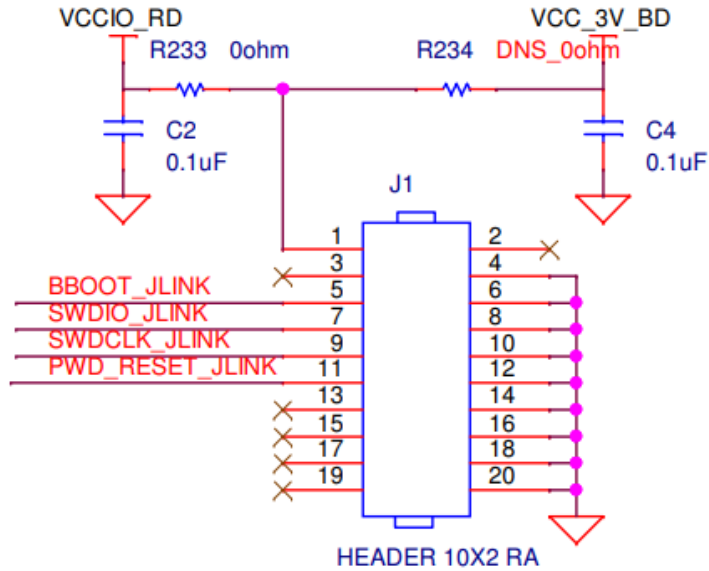 VCCIO_RD VCC_3V_BD
R233 0ohm R234 DNS_0ohm
C2 C4
0.1uF 0.1uF
J1
1 2
3 4
BBOOT_JLINK 5 6
SWDIO_JLINK 7 8
SWDCLK_JLINK 9 10
PWD_RESET_JLINK 11 12
13 14
15 16
17 18
19 20
HEADER 10X2 RA